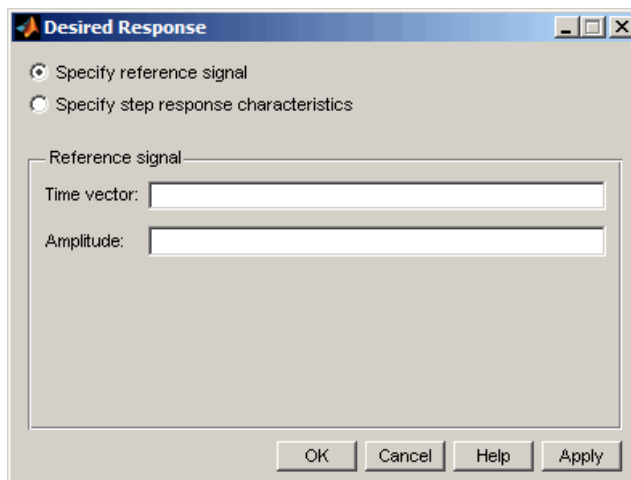 Desired Response
Specify reference signal
Specify step response characteristics
Reference signal
Time vector:
Amplitude:
OK Cancel Help Apply